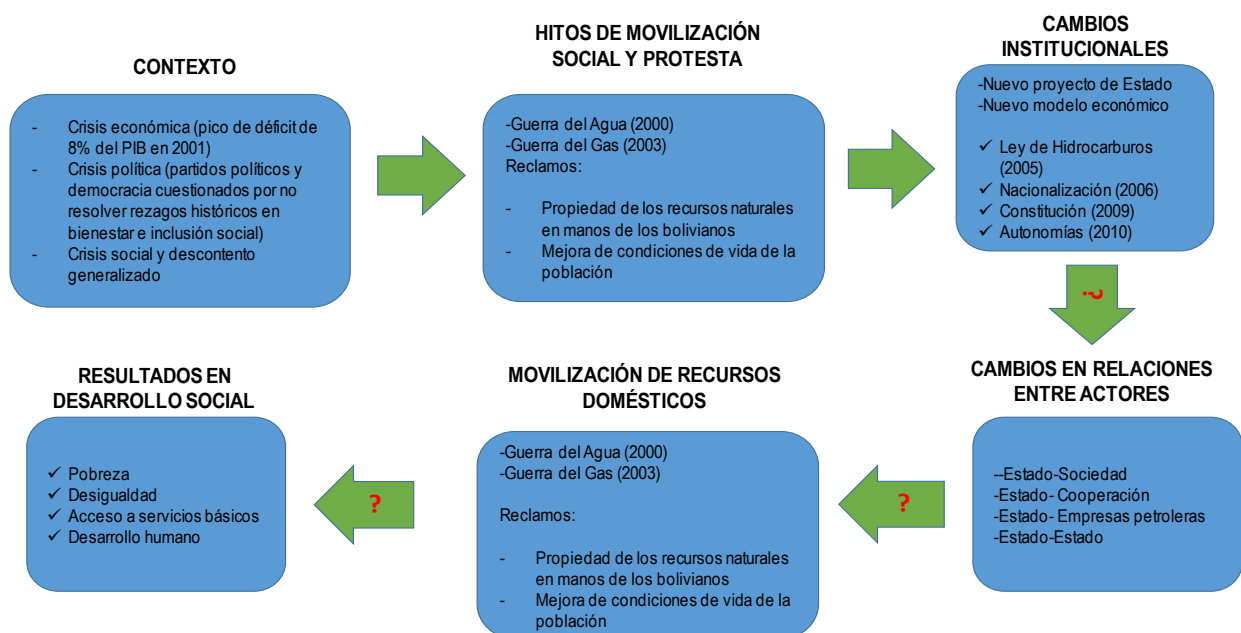 CONTEXTO
-	Crisis económica (pico de déficit de
8% del PIB en 2001)
-	Crisis política (partidos políticos y
democracia cuestionados por no
resolver rezagos históricos en
bienestar e inclusión social)
-	Crisis social y descontento
generalizado
HITOS DE MOVILIZACIÓN
SOCIAL Y PROTESTA
-Guerra del Agua (2000)
-Guerra del Gas (2003)
Reclamos:
-	Propiedad de los recursos naturales
en manos de los bolivianos
-	Mejora de condiciones de vida de la
población
CAMBIOS
INSTITUCIONALES
-Nuevo proyecto de Estado
-Nuevo modelo económico
✓ Ley de Hidrocarburos
(2005)
✓ Nacionalización (2006)
✓ Constitución (2009)
✓ Autonomías (2010)
?
CAMBIOS EN RELACIONES
ENTRE ACTORES
--Estado-Sociedad
-Estado- Cooperación
-Estado- Empresas petroleras
-Estado-Estado
?
MOVILIZACIÓN DE RECURSOS
DOMÉSTICOS
-Guerra del Agua (2000)
-Guerra del Gas (2003)
Reclamos:
-	Propiedad de los recursos naturales
en manos de los bolivianos
-	Mejora de condiciones de vida de la
población
?
RESULTADOS EN
DESARROLLO SOCIAL
✓ Pobreza
✓ Desigualdad
✓ Acceso a servicios básicos
✓ Desarrollo humano